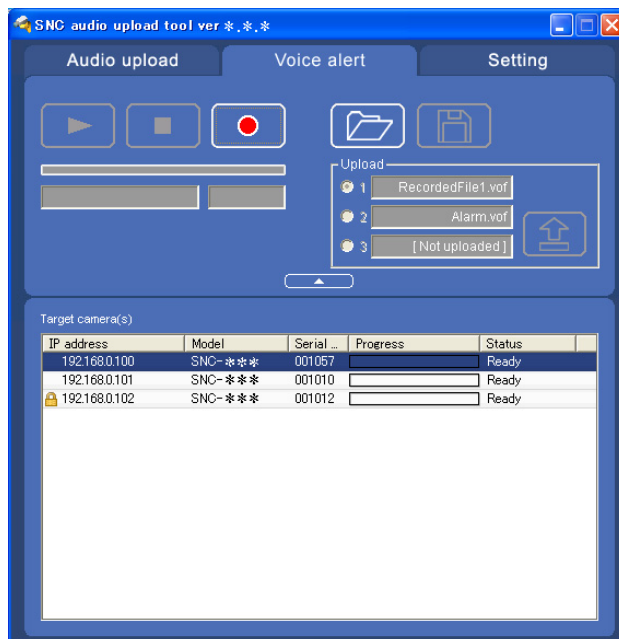 SNC audio upload tool ver *.*.*
Audio upload Voice alert Setting
Upload
1 RecordedFile1.vof
2 Alarm.vof
3 [ Not uploaded ]
Target camera(s)
IP address Model Serial ... Progress Status
192.168.0.100 SNC-*** 001057 Ready
192.168.0.101 SNC-*** 001010 Ready
192.168.0.102 SNC-*** 001012 Ready